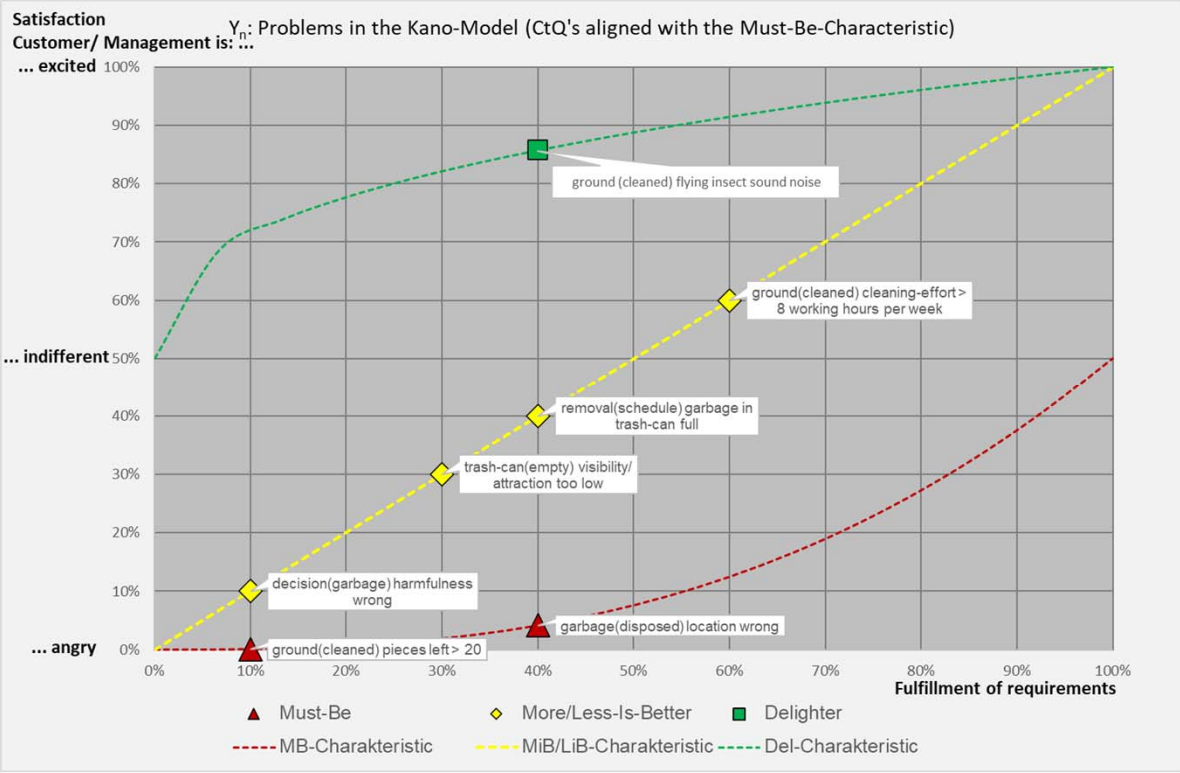 Satisfaction
Customer/ Management is: ...
Yn: Problems in the Kano-Model (CtQ's aligned with the Must-Be-Characteristic)
... excited 100%
90%
80%
70%
60%
... indifferent 50%
40%
30%
20%
10%
... angry 0%
ground (cleaned) flying insect sound noise
ground(cleaned) cleaning-effort>
8 working hours per week
removal(schedule) garbage in
trash-can full
trash-can(empty) visibility/
attraction too low
decision(garbage) harmfulness
wrong
garbage(disposed) location wrong
ground(cleaned) pieces left> 20
0% 10% 20% 30% 40% 50% 60% 70% 80% 90% 100%
Fulfillment of requirements
Must-Be More/Less-Is-Better Delighter
MB-Charakteristic MiB/LiB-Charakteristic Del-Charakteristic